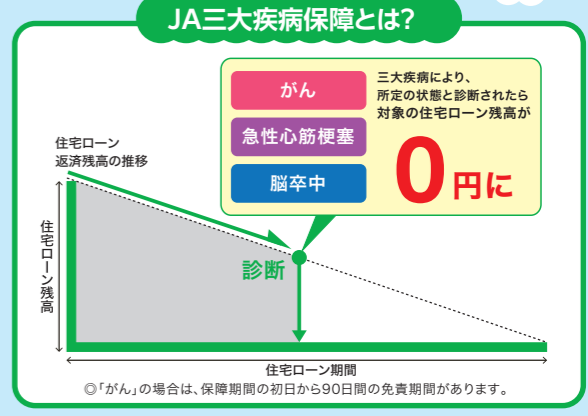 JA三大疾病保障とは?
がん
急性心筋梗塞
脳卒中
三大疾病により、
所定の状態と診断されたら
対象の住宅ローン残高が
0円に
住宅ローン
返済残高の推移
住宅ローン残高
診断
住宅ローン期間
◎「がん」の場合は、保障期間の初日から90日間の免責期間があります。